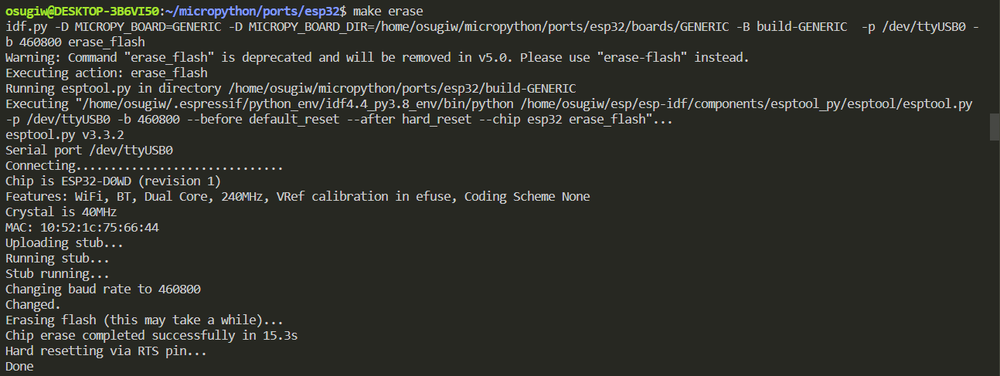 osugiw@DESKTOP-3B6VI50:~/micropython/ports/esp32$ make erase
idf.py -D MICROPY_BOARD=GENERIC -D MICROPY_BOARD_DIR=/home/osugiw/micropython/ports/esp32/boards/GENERIC -B build-GENERIC  -p /dev/ttyUSB0 -
b 460800 erase_flash
Warning: Command "erase_flash" is deprecated and will be removed in v5.0. Please use "erase-flash" instead.
Executing action: erase_flash
Running esptool.py in directory /home/osugiw/micropython/ports/esp32/build-GENERIC
Executing "/home/osugiw/.espressif/python_env/idf4.4_py3.8_env/bin/python /home/osugiw/esp/esp-idf/components/esptool_py/esptool/esptool.py
-p /dev/ttyUSB0 -b 460800 --before default_reset --after hard_reset --chip esp32 erase_flash"...
esptool.py v3.3.2
Serial port /dev/ttyUSB0
Connecting..............................
Chip is ESP32-D0WD (revision 1)
Features: WiFi, BT, Dual Core, 240MHz, VRef calibration in efuse, Coding Scheme None
Crystal is 40MHz
MAC: 10:52:1c:75:66:44
Uploading stub...
Running stub...
Stub running...
Changing baud rate to 460800
Changed.
Erasing flash (this may take a while)...
Chip erase completed successfully in 15.3s
Hard resetting via RTS pin...
Done